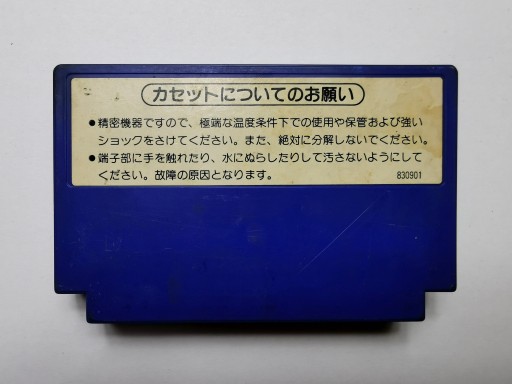 カセットについてのお願い
●精密機器ですので、極端な温度条件下での使用や保管および強い
ショックをさけてください。また、絶対に分解しないでください。
●端子部に手を触れたり、水にぬらしたりして汚さないようにして
ください。故障の原因となります。
830901